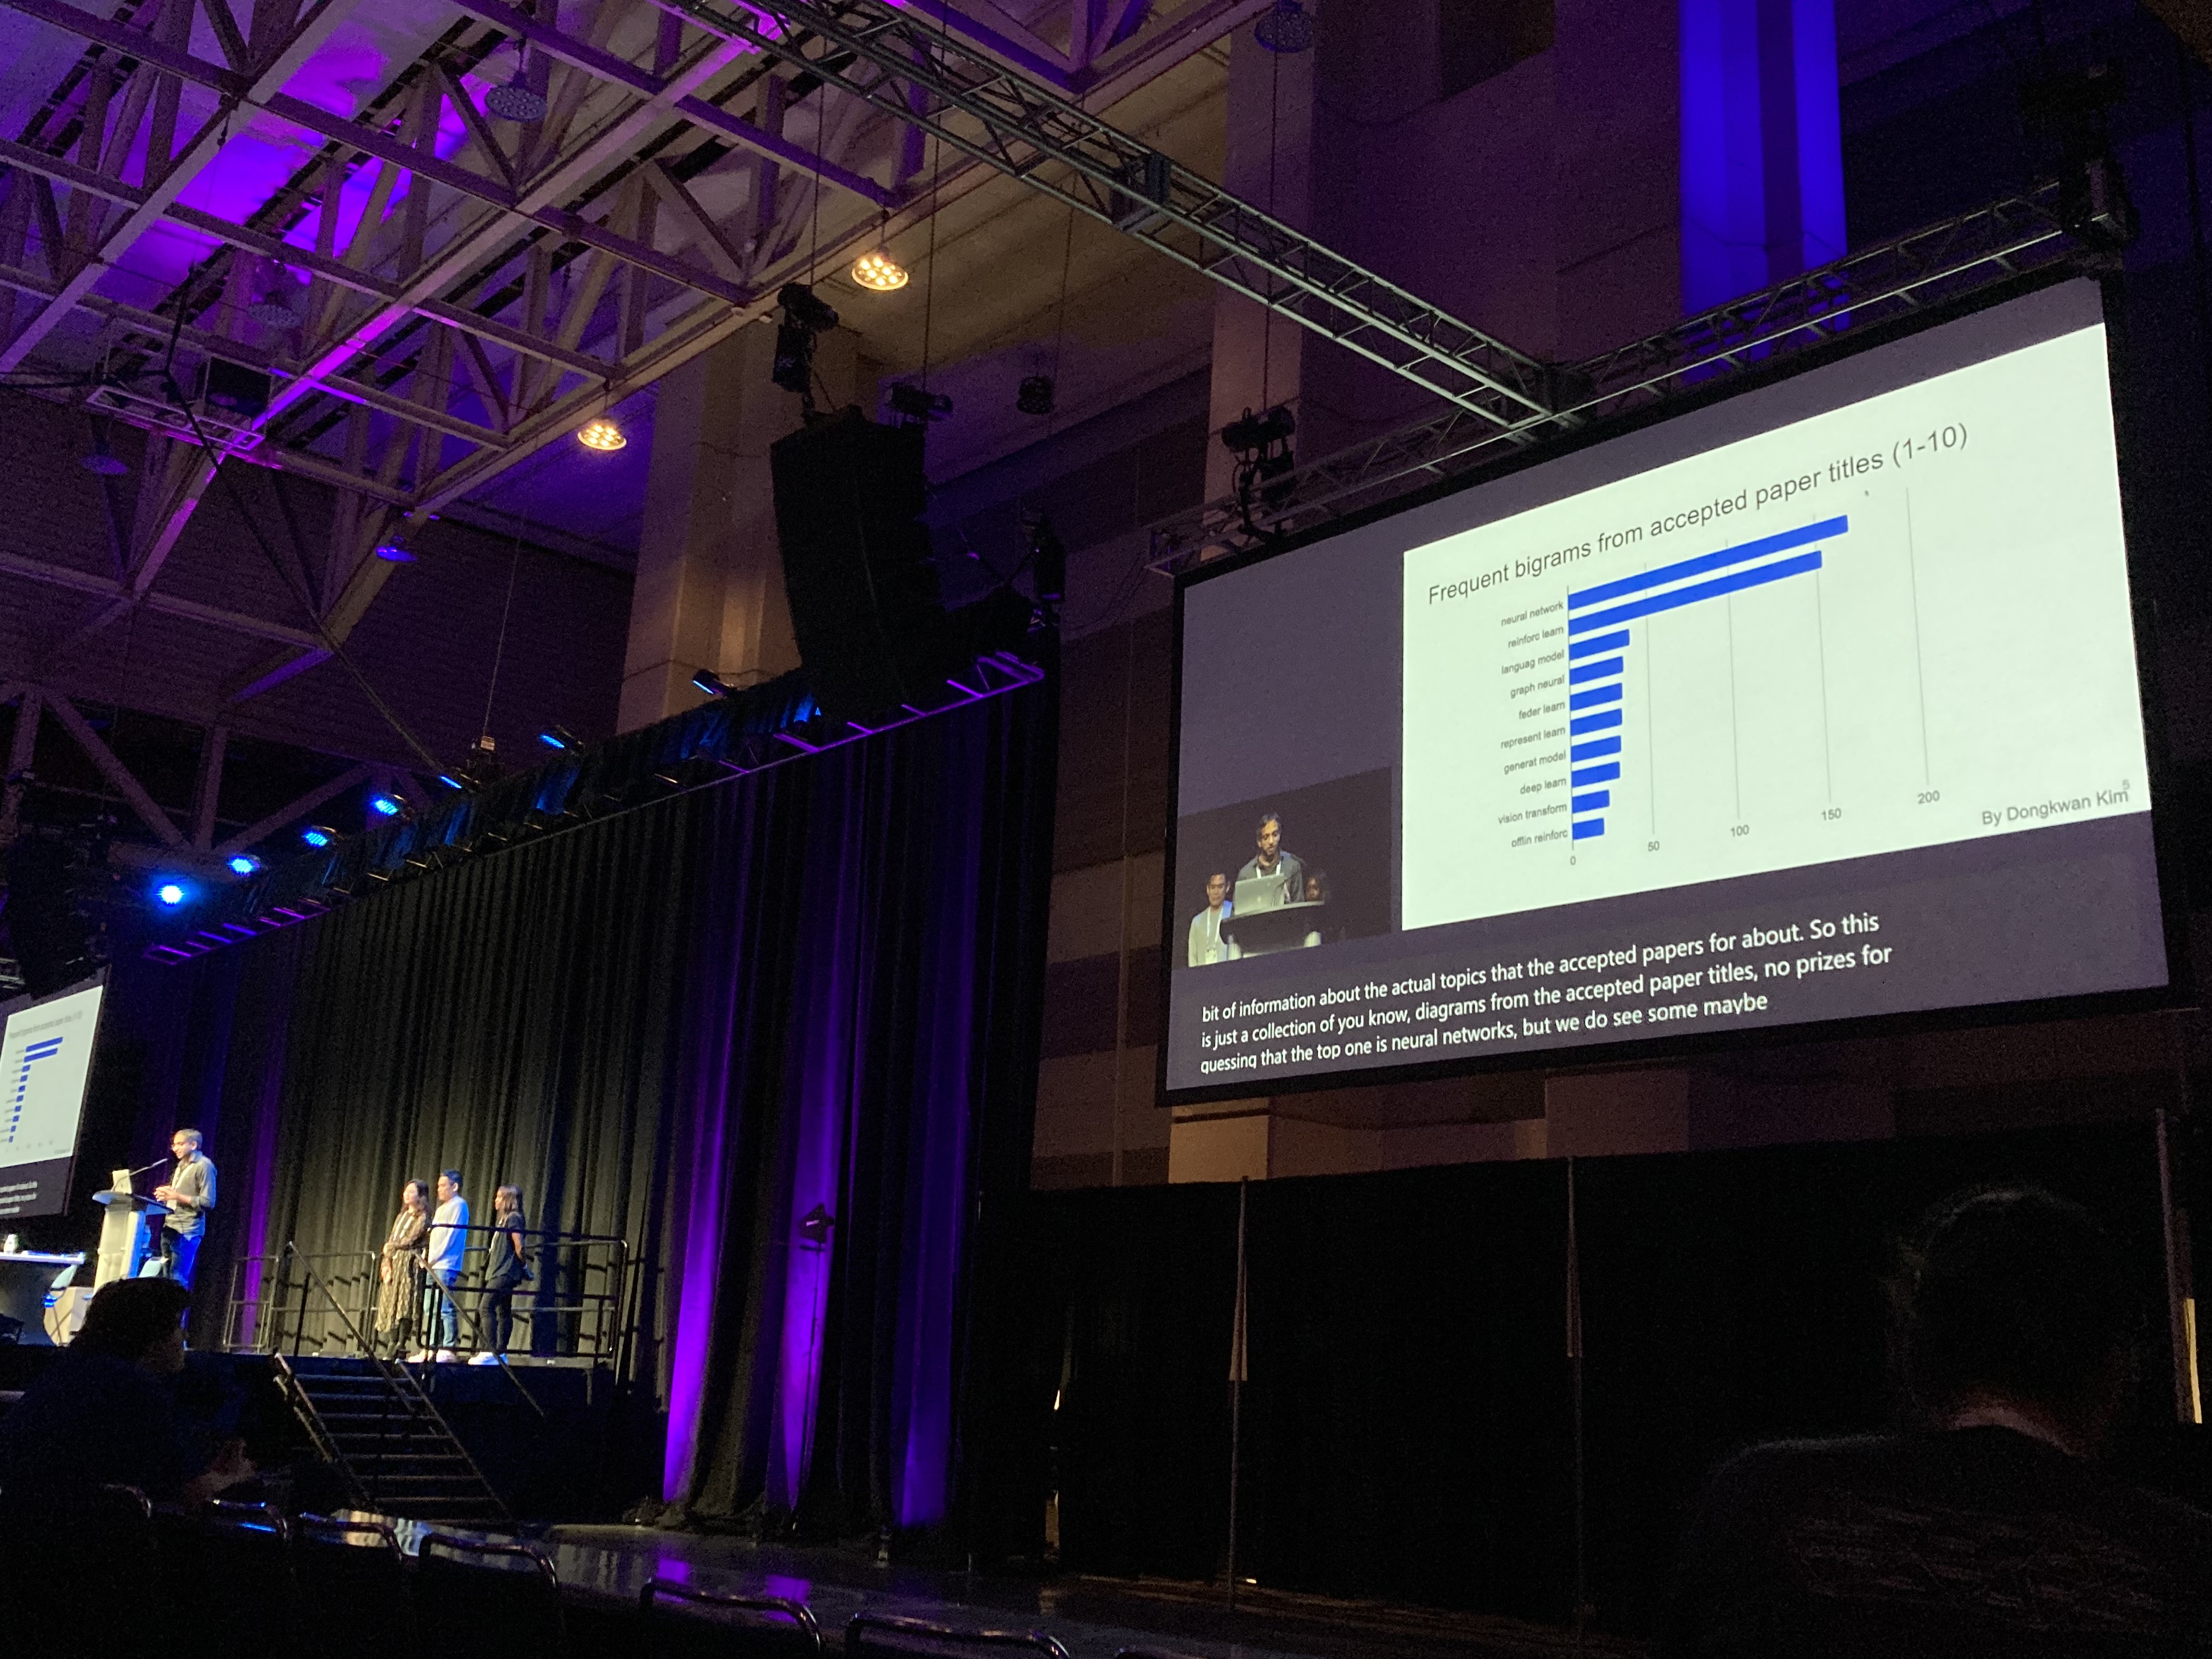 Frequent bigrams from accepted paper titles (1-10)
neural network
reinforc learn
languag model
graph neural
feder learn
represent learn
generat model
deep learn
vision transform
offlin reinforc
0
50
100
150
200
5
By Dongkwan Kim
bit of information about the actual topics that the accepted papers for about. So this
is just a collection of you know, diagrams from the accepted paper titles, no prizes for
guessing that the top one is neural networks, but we do see some maybe